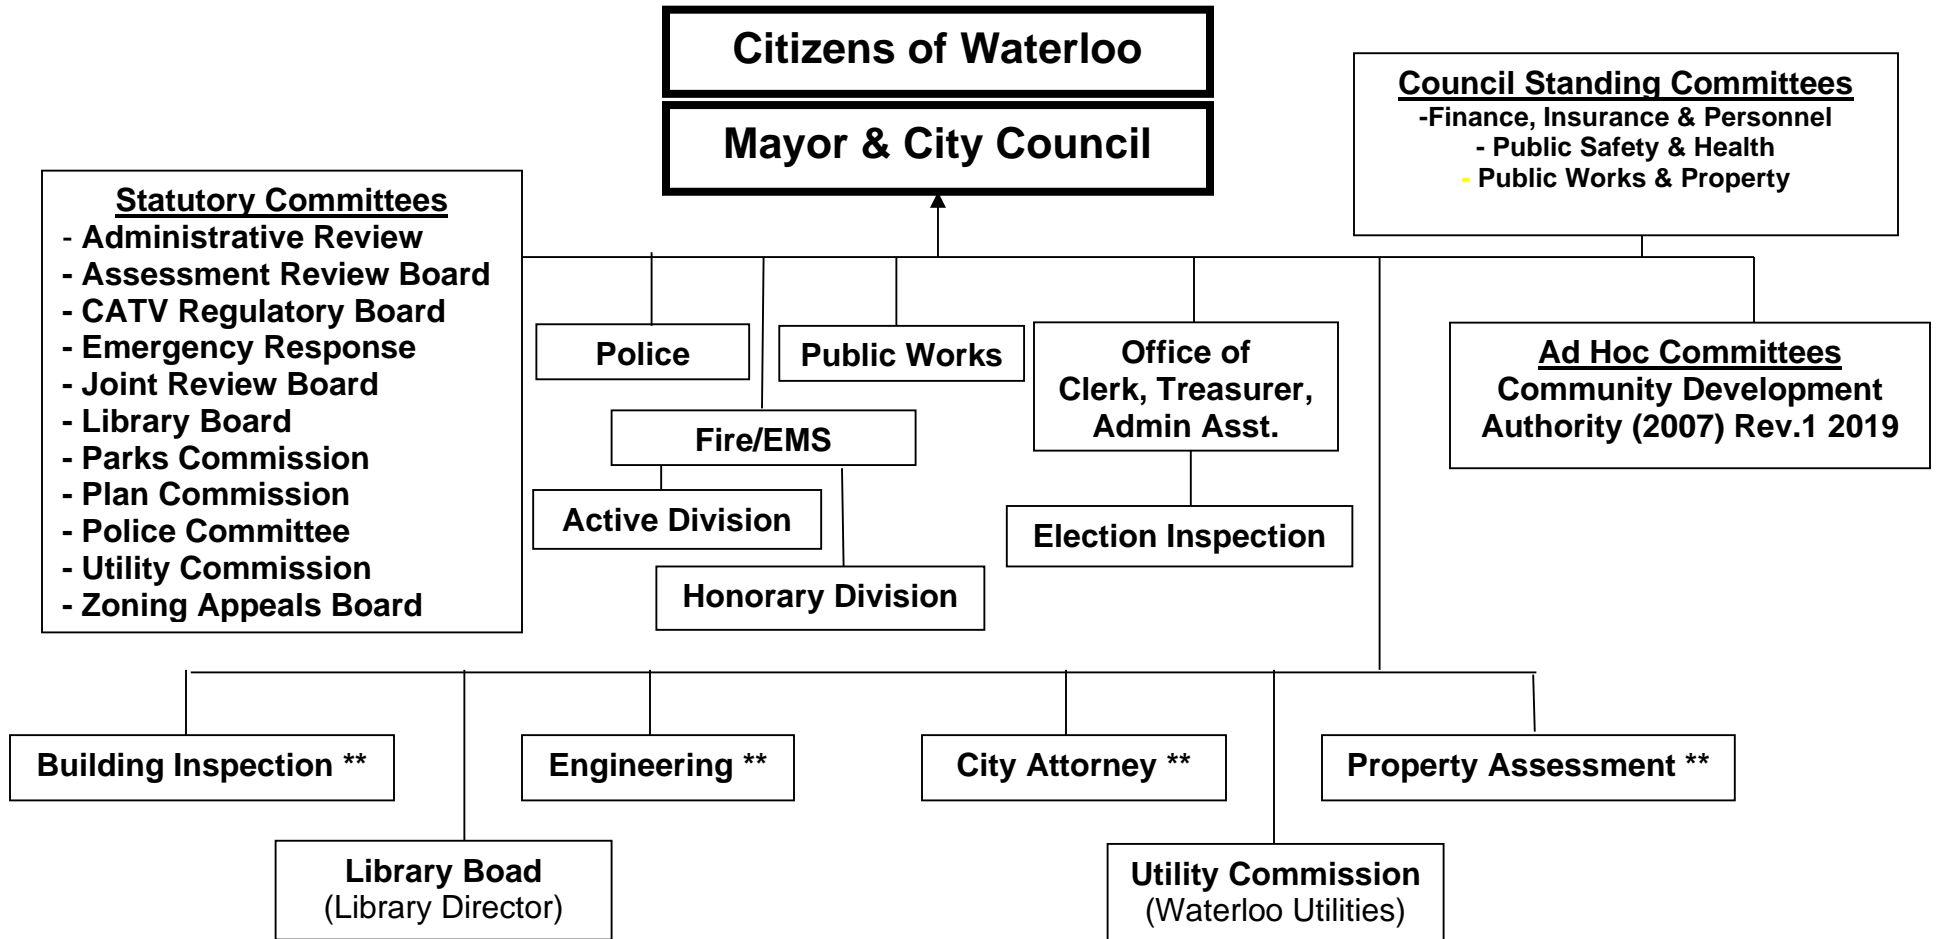 Citizens of Waterloo
Mayor & City Council
Council Standing Committees
-Finance, Insurance & Personnel
- Public Safety & Health
- Public Works & Property
Statutory Committees
- Administrative Review
- Assessment Review Board
- CATV Regulatory Board
- Emergency Response
- Joint Review Board
- Library Board
- Parks Commission
- Plan Commission
- Police Committee
- Utility Commission
- Zoning Appeals Board
Police
Public Works
Office of
Clerk, Treasurer,
Admin Asst.
Ad Hoc Committees
Community Development
Authority (2007) Rev.1 2019
Fire/EMS
Active Division
Honorary Division
Election Inspection
Building Inspection **
Engineering **
City Attorney **
Property Assessment **
Library Boad
(Library Director)
Utility Commission
(Waterloo Utilities)